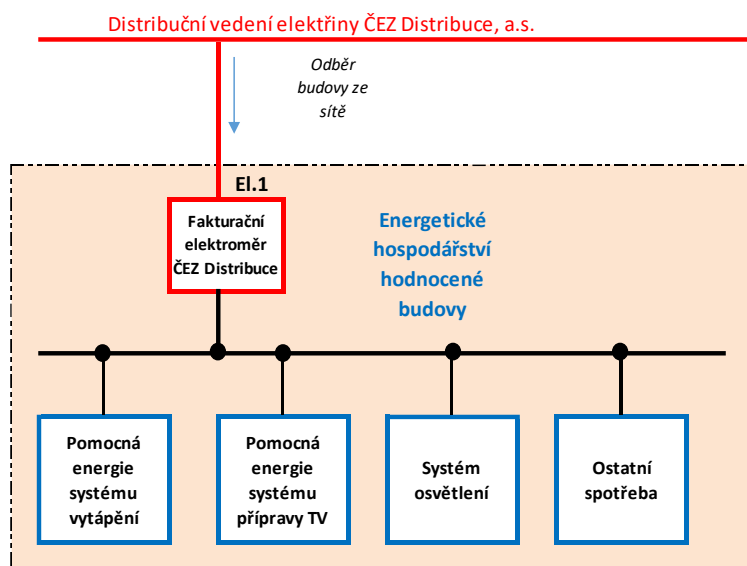 Distribuční vedení elektřiny ČEZ Distribuce, a.s.
Odběr
budovy ze
sítě
El.1
Fakturační
elektroměr
ČEZ Distribuce
Energetické
hospodářství
hodnocené
budovy
Pomocná
energie
systému
vytápění
Pomocná
energie
systému
přípravy TV
Systém
osvětlení
Ostatní
spotřeba